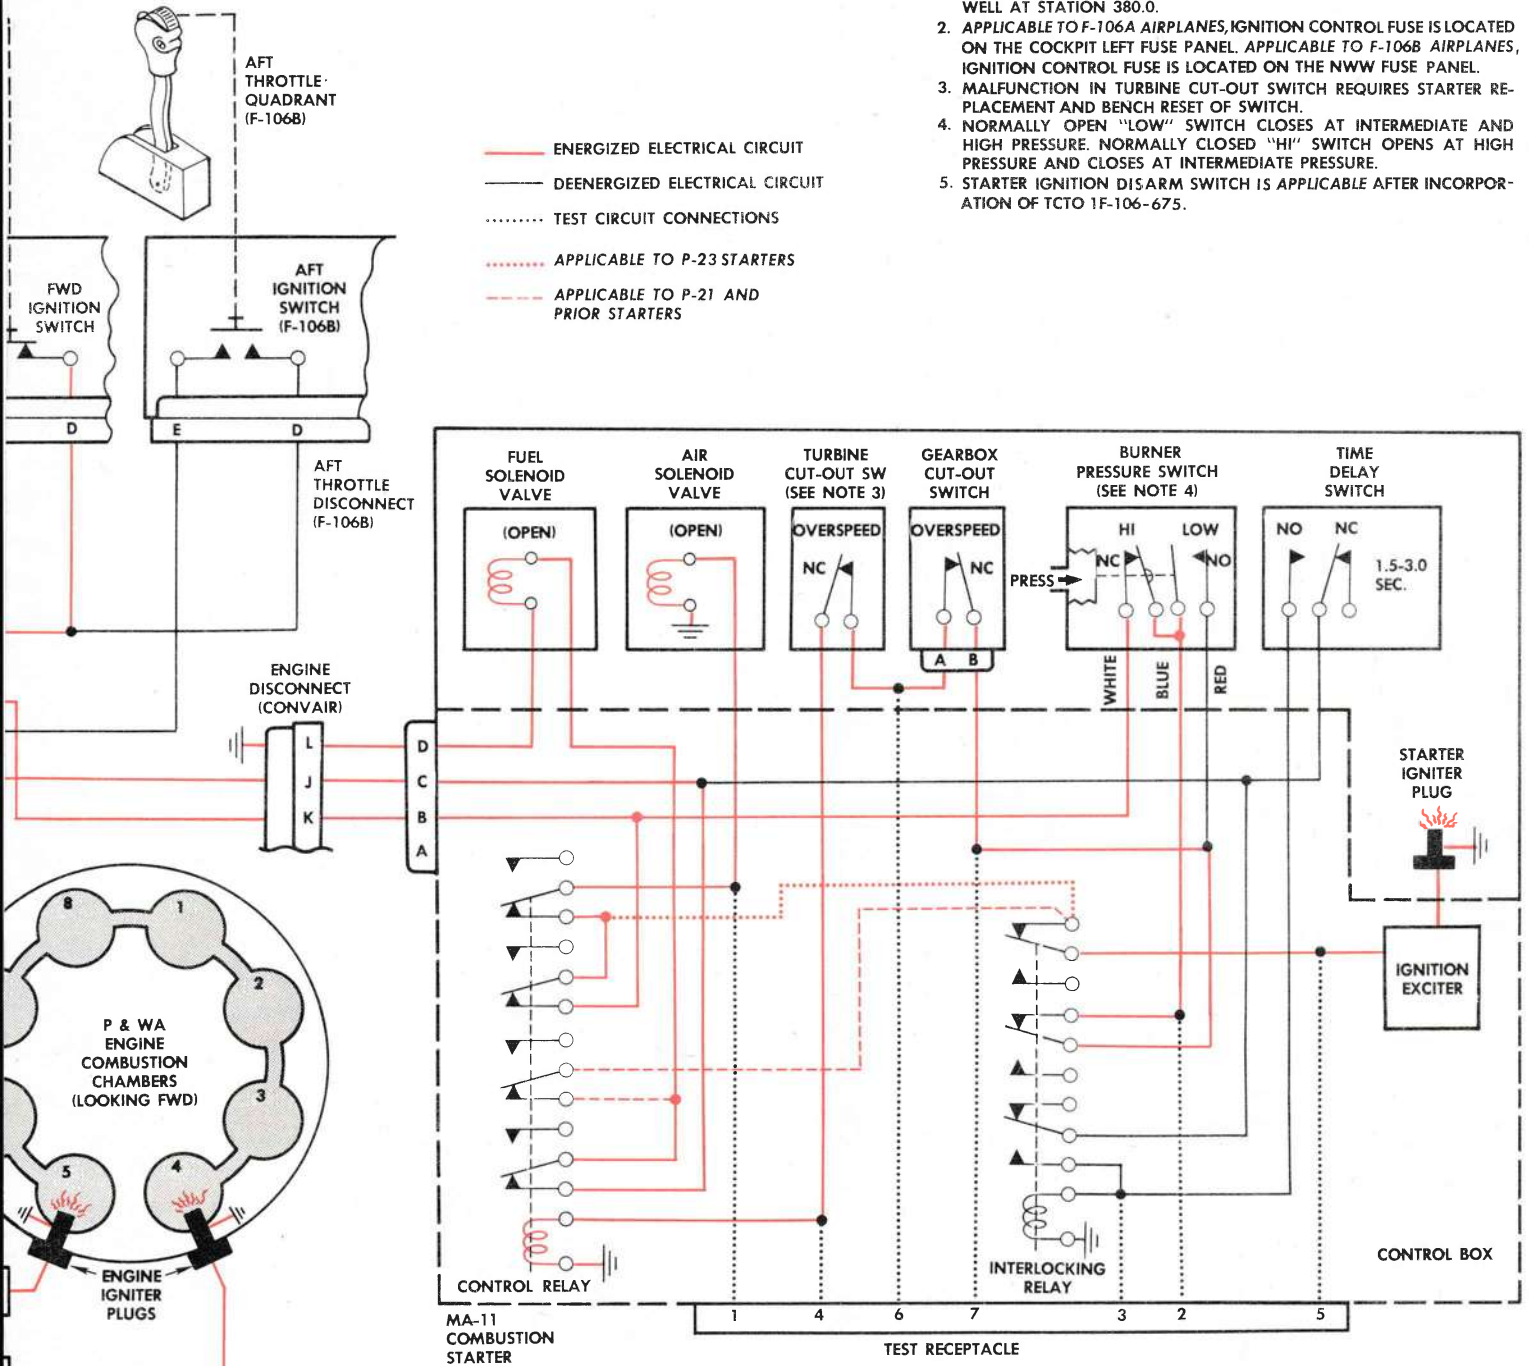 WELL AT STATION 380.0.
2. APPLICABLE TO F-106A AIRPLANES, IGNITION CONTROL FUSE IS LOCATED
ON THE COCKPIT LEFT FUSE PANEL. APPLICABLE TO F-106B AIRPLANES,
IGNITION CONTROL FUSE IS LOCATED ON THE NWW FUSE PANEL.
3. MALFUNCTION IN TURBINE CUT-OUT SWITCH REQUIRES STARTER RE-
PLACEMENT AND BENCH RESET OF SWITCH.
4. NORMALLY OPEN "LOW" SWITCH CLOSES AT INTERMEDIATE AND
HIGH PRESSURE. NORMALLY CLOSED "HI" SWITCH OPENS AT HIGH
PRESSURE AND CLOSES AT INTERMEDIATE PRESSURE.
5. STARTER IGNITION DISARM SWITCH IS APPLICABLE AFTER INCORPOR-
ATION OF TCTO 1F-106-675.
AFT
THROTTLE
QUADRANT
(F-106B)
ENERGIZED ELECTRICAL CIRCUIT
DEENERGIZED ELECTRICAL CIRCUIT
TEST CIRCUIT CONNECTIONS
APPLICABLE TO P-23 STARTERS
APPLICABLE TO P-21 AND
PRIOR STARTERS
FWD
IGNITION
SWITCH
AFT
IGNITION
SWITCH
(F-106B)
D
E
D
AFT
THROTTLE
DISCONNECT
(F-106B)
FUEL
SOLENOID
VALVE
(OPEN)
AIR
SOLENOID
VALVE
(OPEN)
TURBINE
CUT-OUT SW
(SEE NOTE 3)
OVERSPEED
NC
GEARBOX
CUT-OUT
SWITCH
OVERSPEED
NC
A
B
BURNER
PRESSURE SWITCH
(SEE NOTE 4)
HI
LOW
NC
NO
PRESS
WHITE
BLUE
RED
TIME
DELAY
SWITCH
NO
NC
1.5-3.0
SEC.
ENGINE
DISCONNECT
(CONVAIR)
L
J
K
D
C
B
A
STARTER
IGNITER
PLUG
IGNITION
EXCITER
8
1
2
3
4
5
P & WA
ENGINE
COMBUSTION
CHAMBERS
(LOOKING FWD)
ENGINE
IGNITER
PLUGS
CONTROL RELAY
INTERLOCKING
RELAY
CONTROL BOX
MA-11
COMBUSTION
STARTER
1
4
6
7
3
2
5
TEST RECEPTACLE